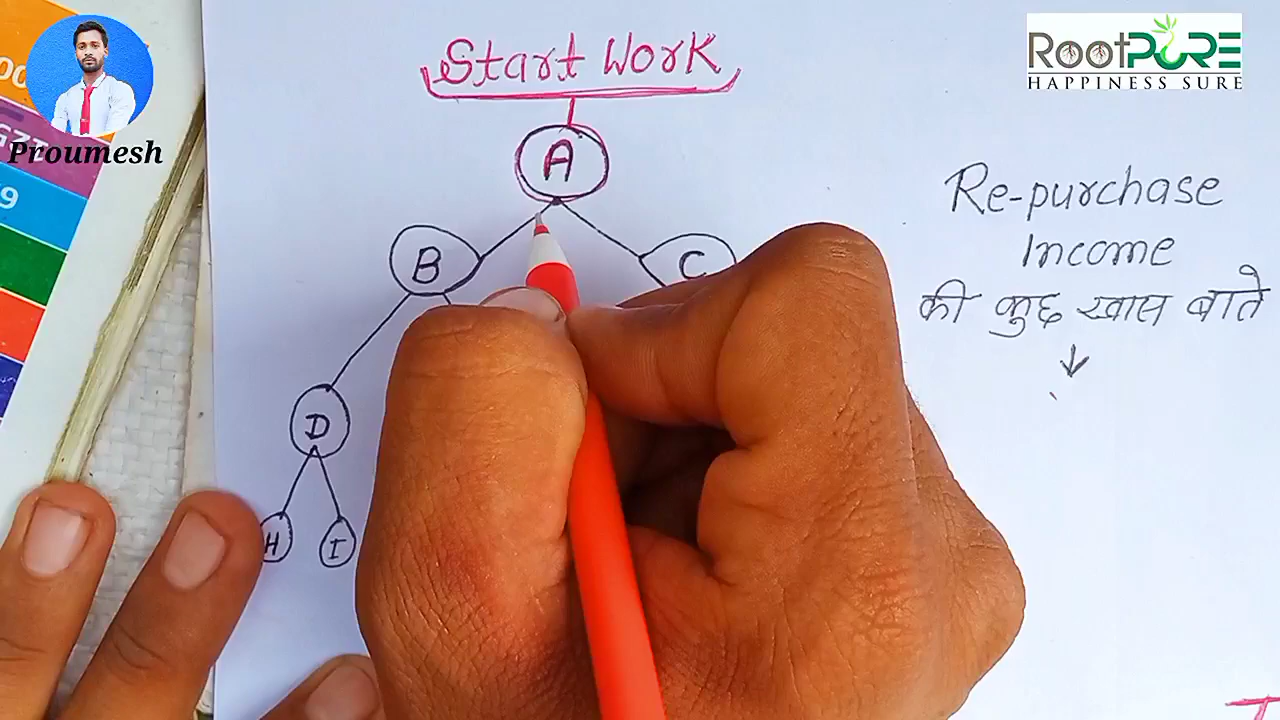 Start Work
A
B
C
D
H
I
Proumesh
RootPURE
HAPPINESS SURE
Re-purchase
Income
की कुछ खास बाते
↓